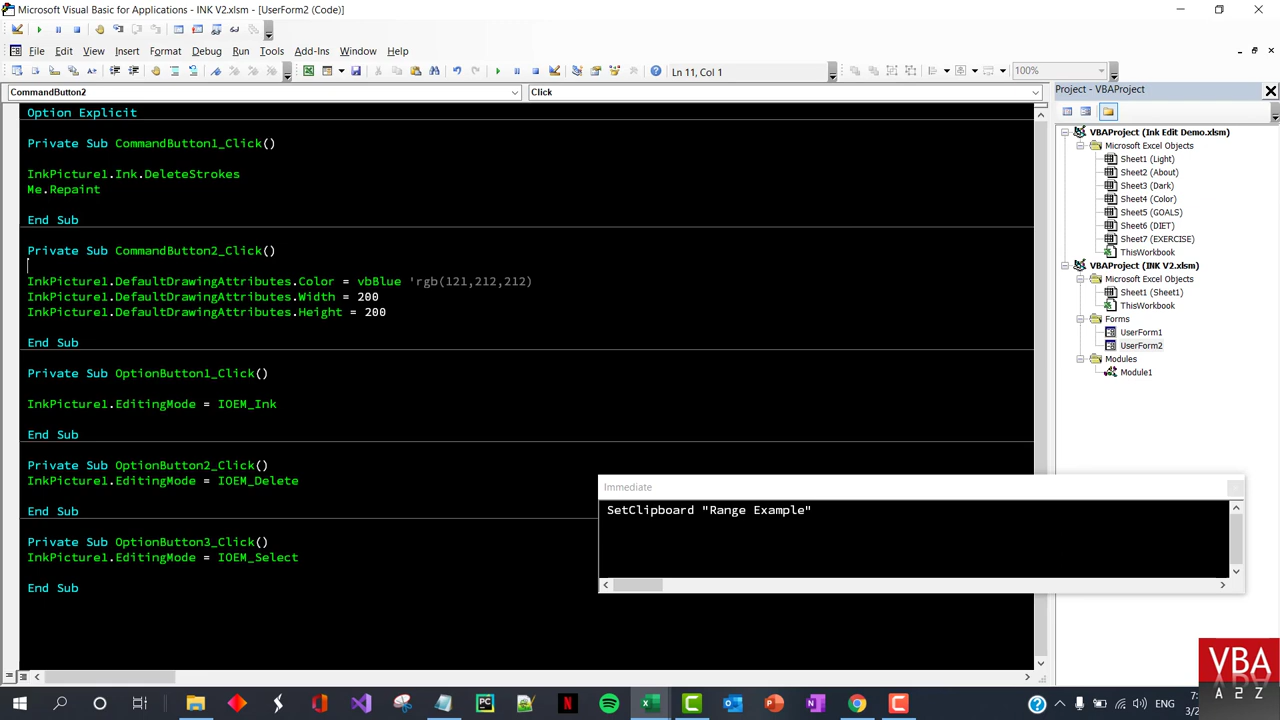 Microsoft Visual Basic for Applications - INK V2.xlsm - [UserForm2 (Code)]
File Edit View Insert Format Debug Run Tools Add-Ins Window Help
Ln 11, Col 1
100%
CommandButton2
Click
Option Explicit
Private Sub CommandButton1_Click()
InkPicture1.Ink.DeleteStrokes
Me.Repaint
End Sub
Private Sub CommandButton2_Click()
InkPicture1.DefaultDrawingAttributes.Color = vbBlue 'rgb(121,212,212)
InkPicture1.DefaultDrawingAttributes.Width = 200
InkPicture1.DefaultDrawingAttributes.Height = 200
End Sub
Private Sub OptionButton1_Click()
InkPicture1.EditingMode = IOEM_Ink
End Sub
Private Sub OptionButton2_Click()
InkPicture1.EditingMode = IOEM_Delete
End Sub
Private Sub OptionButton3_Click()
InkPicture1.EditingMode = IOEM_Select
End Sub
Immediate
SetClipboard "Range Example"
Project - VBAProject
VBAProject (Ink Edit Demo.xlsm)
Microsoft Excel Objects
Sheet1 (Light)
Sheet2 (About)
Sheet3 (Dark)
Sheet4 (Color)
Sheet5 (GOALS)
Sheet6 (DIET)
Sheet7 (EXERCISE)
ThisWorkbook
VBAProject (INK V2.xlsm)
Microsoft Excel Objects
Sheet1 (Sheet1)
ThisWorkbook
Forms
UserForm1
UserForm2
Modules
Module1
VBA
A 2 Z
ENG